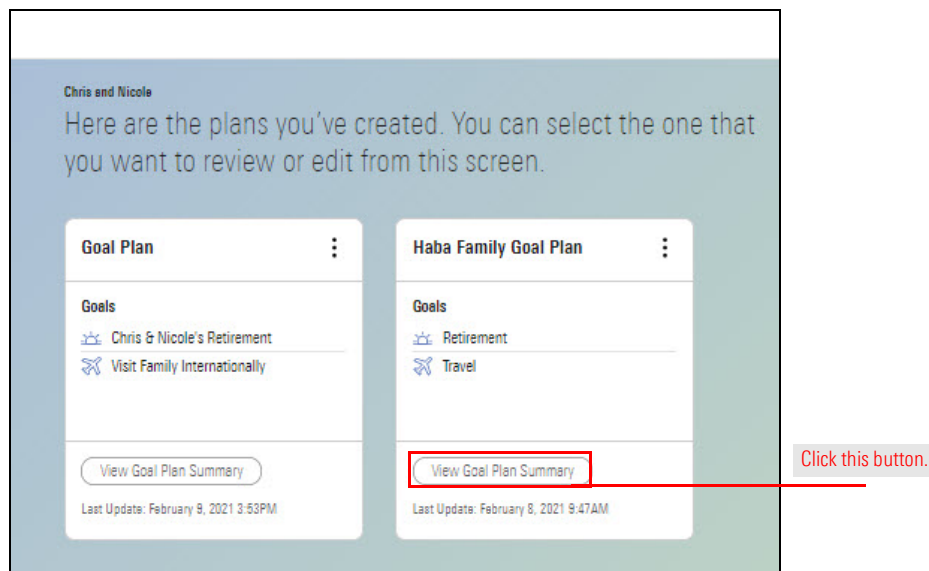 Chris and Nicole
Here are the plans you've created. You can select the one that
you want to review or edit from this screen.
Goal Plan
Goals
Chris & Nicole's Retirement
Visit Family Internationally
View Goal Plan Summary
Last Update: February 9, 2021 3:53PM
Haba Family Goal Plan
Goals
Retirement
Travel
View Goal Plan Summary
Last Update: February 8, 2021 9:47AM
Click this button.